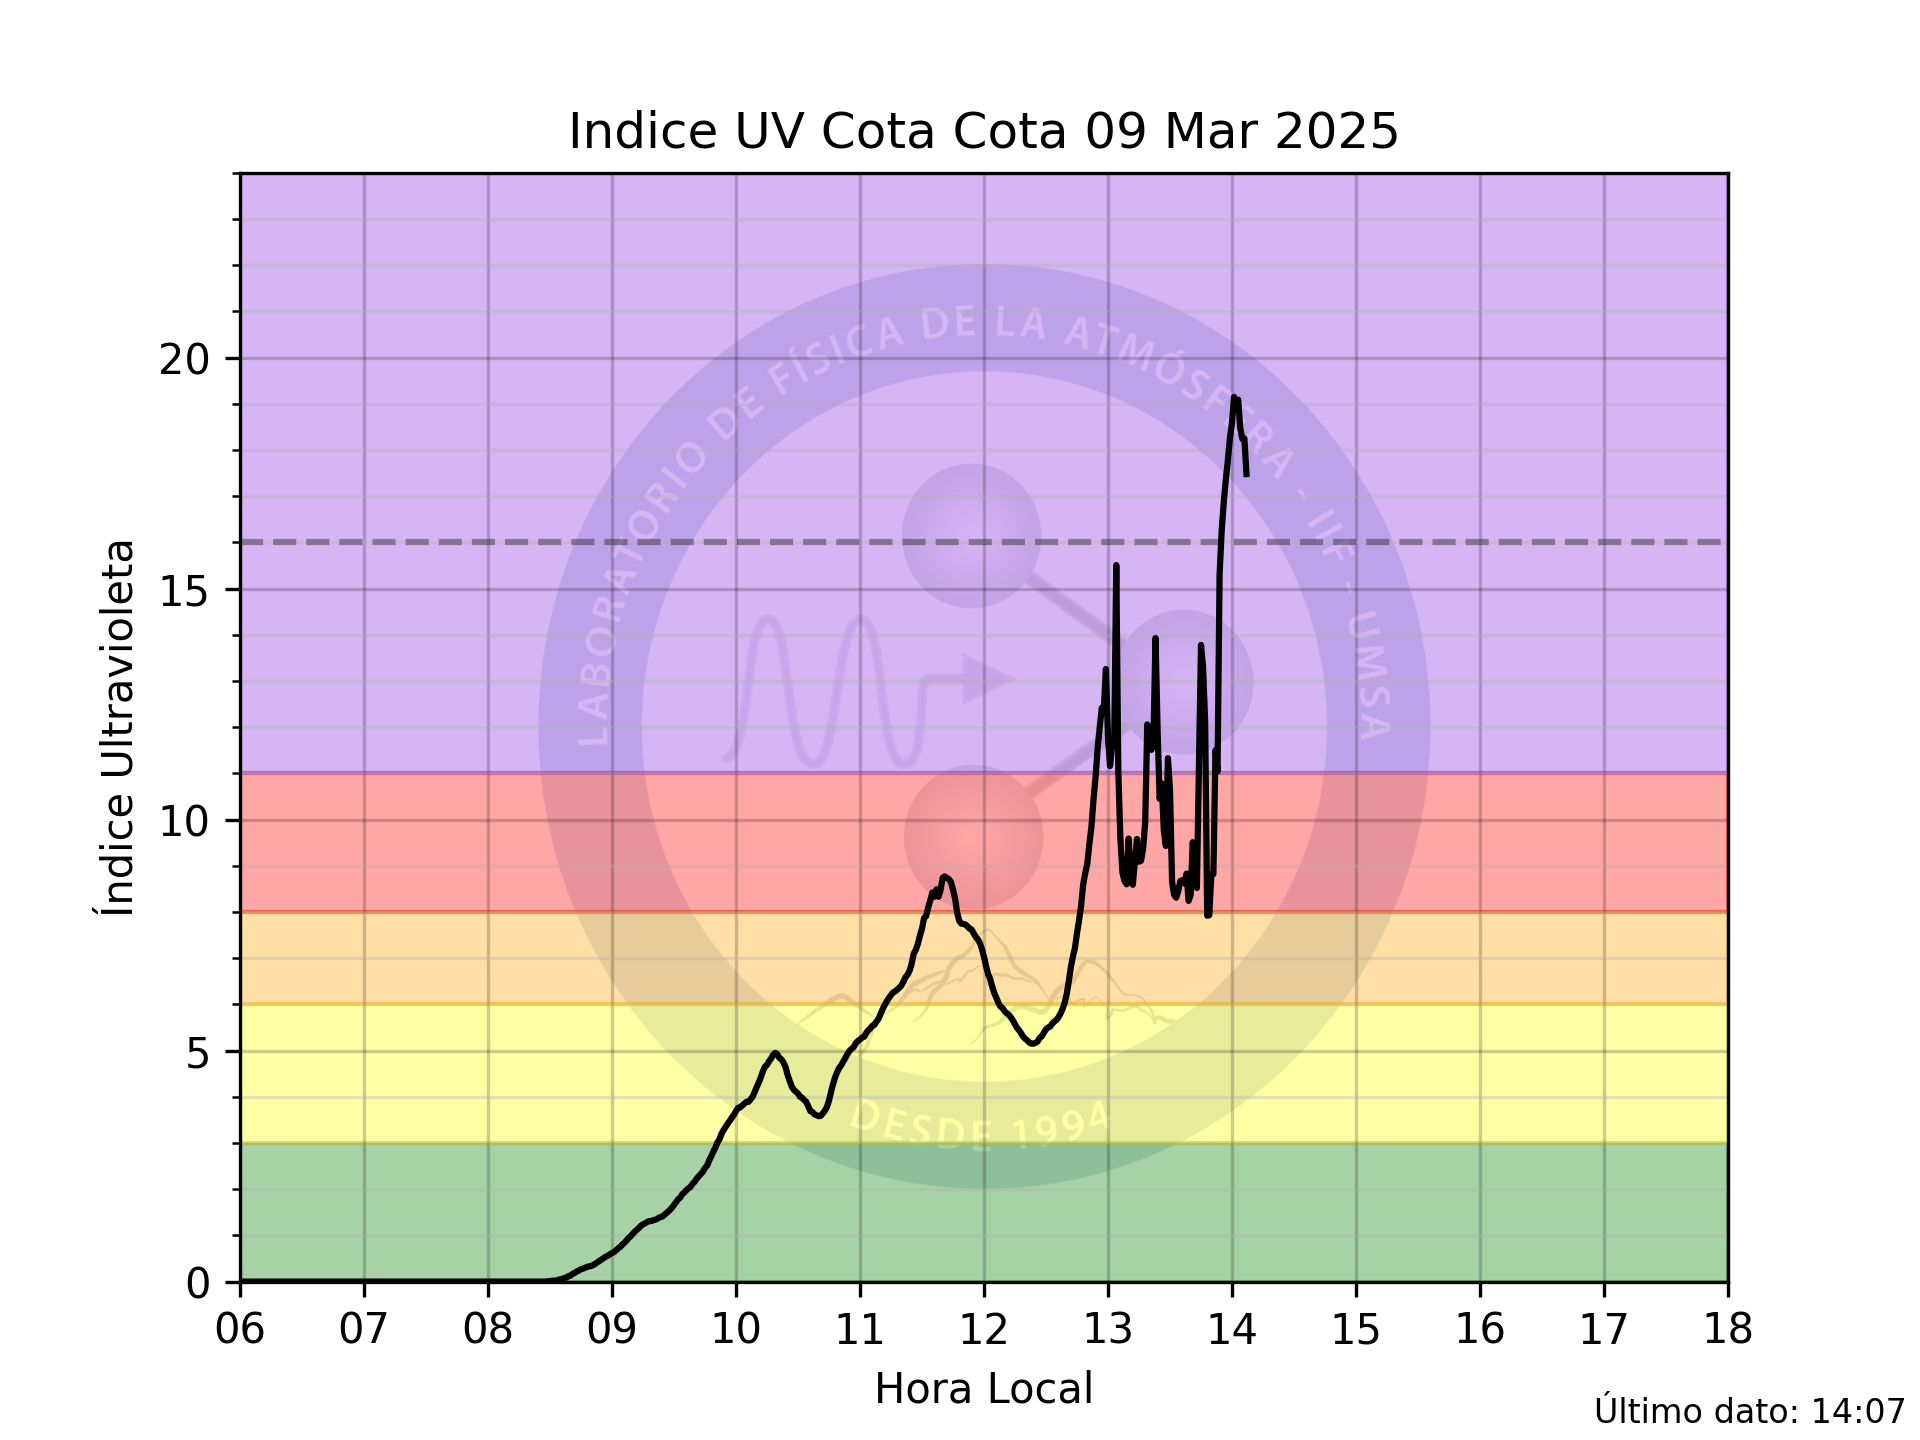 Indice UV Cota Cota 09 Mar 2025
LABORATORIO DE FÍSICA DE LA ATMÓSFERA - IIF - UMSA
20
15
10
5
0
Índice Ultravioleta
DESDE 1994
06 07 08 09 10 11 12 13 14 15 16 17 18
Hora Local
Último dato: 14:07